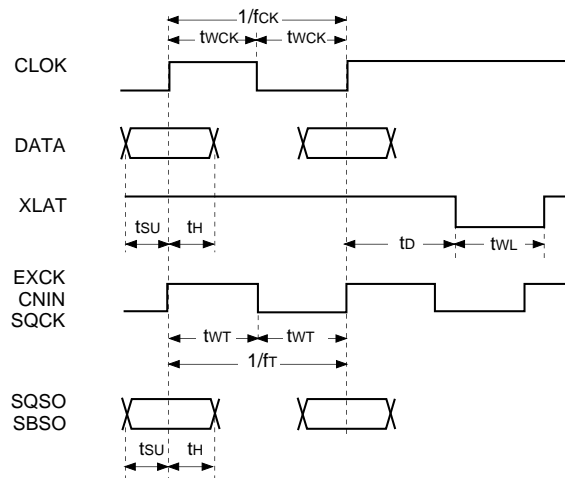 1/fCK
tWCK tWCK
CLOK
DATA
XLAT
tSU tH
tD tWL
EXCK
CNIN
SQCK
tWT tWT
1/fT
SQSO
SBSO
tSU tH